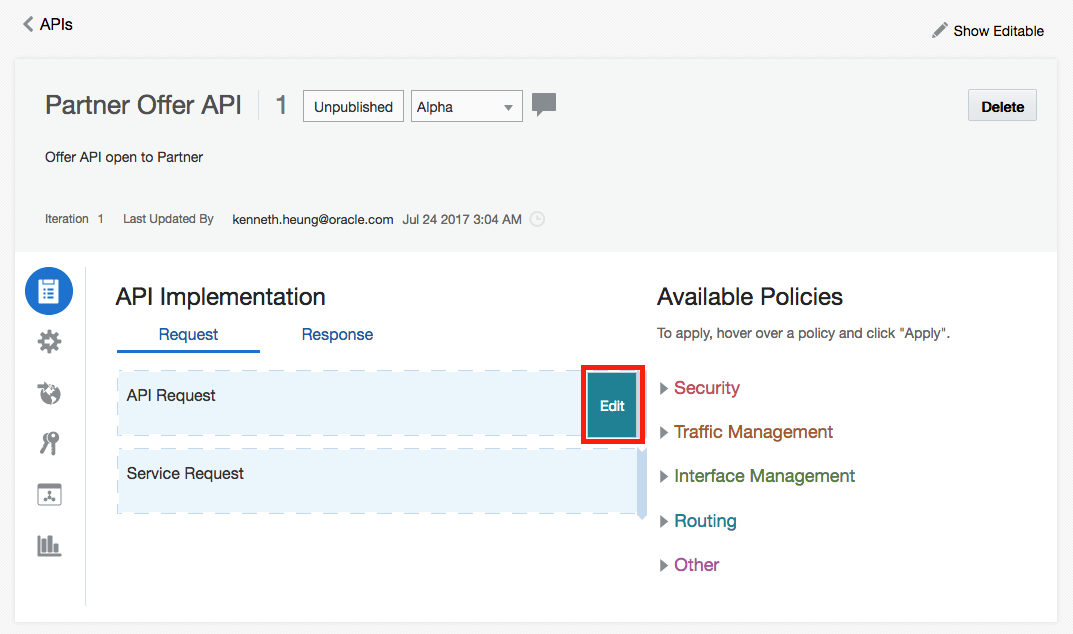 APIs
Show Editable
Partner Offer API 1 Unpublished Alpha
Delete
Offer API open to Partner
Iteration 1 Last Updated By kenneth.heung@oracle.com Jul 24 2017 3:04 AM
API Implementation
Request Response
API Request
Edit
Service Request
Available Policies
To apply, hover over a policy and click "Apply".
Security
Traffic Management
Interface Management
Routing
Other